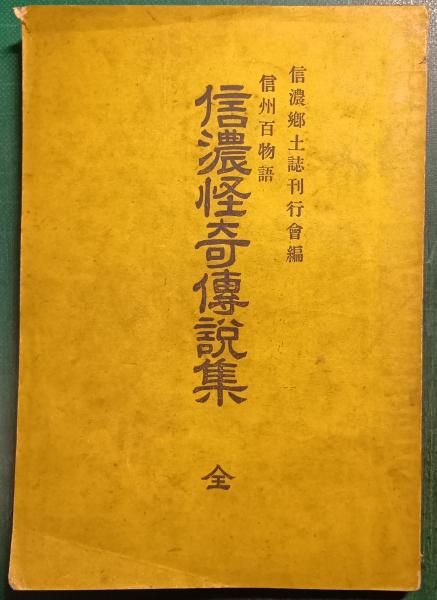 信濃鄕土誌刊行會編
信州百物語
信濃怪奇傳說集
全